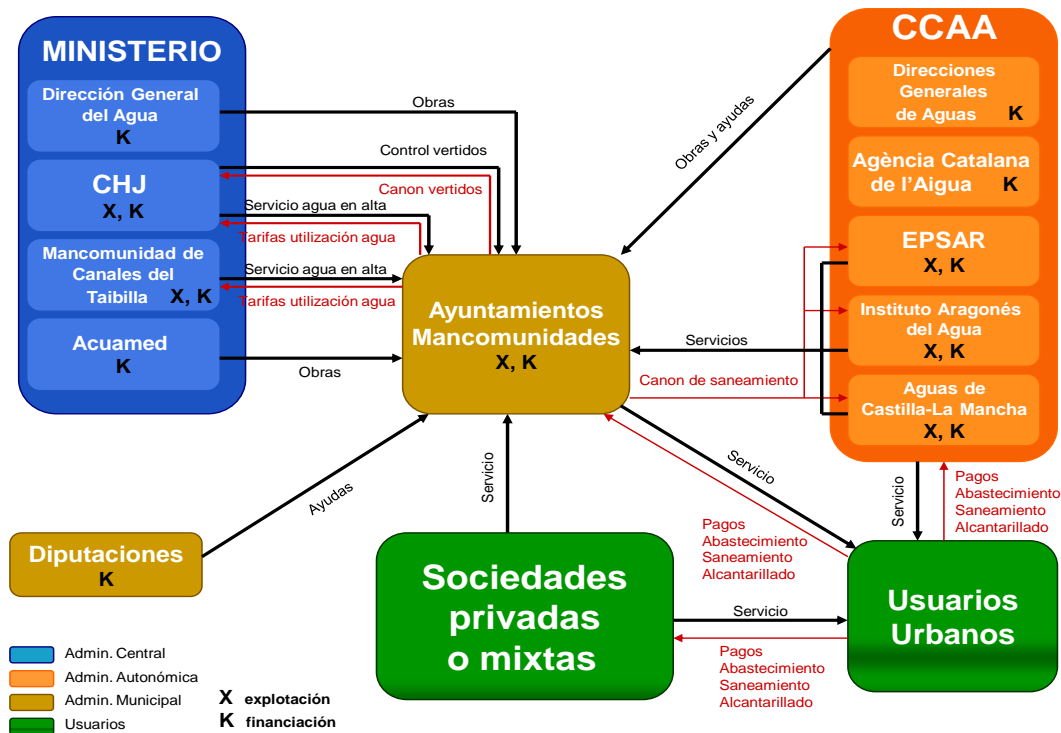 MINISTERIO
Dirección General
del Agua
K
CHJ
X, K
Mancomunidad de
Canales del
Taibilla X, K
Acuamed
K
Obras
Control vertidos
Canon vertidos
Servicio agua en alta
Tarifas utilización agua
Servicio agua en alta
Tarifas utilización agua
Obras
Ayuntamientos
Mancomunidades
X, K
Obras y ayudas
CCAA
Direcciones
Generales
de Aguas K
Agència Catalana
de l'Aigua K
EPSAR
X, K
Instituto Aragonés
del Agua
X, K
Aguas de
Castilla-La Mancha
X, K
Servicios
Canon de saneamiento
Ayudas
Servicio
Servicio
Pagos
Abastecimiento
Saneamiento
Alcantarillado
Servicio
Pagos
Abastecimiento
Saneamiento
Alcantarillado
Diputaciones
K
Sociedades
privadas
o mixtas
Servicio
Pagos
Abastecimiento
Saneamiento
Alcantarillado
Usuarios
Urbanos
Admin. Central
Admin. Autonómica
Admin. Municipal
Usuarios
X explotación
K financiación